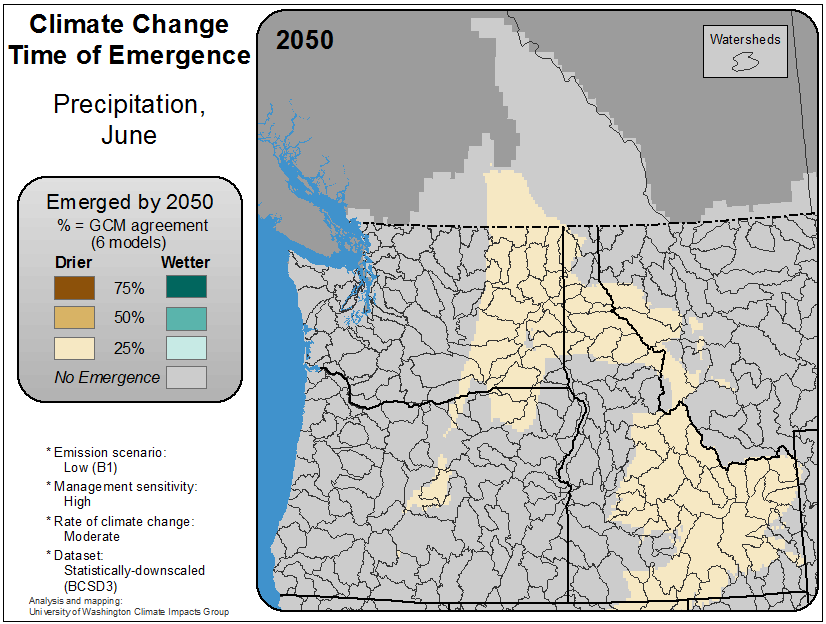 Climate Change
Time of Emergence
Precipitation,
June
Emerged by 2050
% = GCM agreement
(6 models)
Drier Wetter
75%
50%
25%
No Emergence
* Emission scenario:
Low (B1)
* Management sensitivity:
High
* Rate of climate change:
Moderate
* Dataset:
Statistically-downscaled
(BCSD3)
Analysis and mapping:
University of Washington Climate Impacts Group
2050
Watersheds